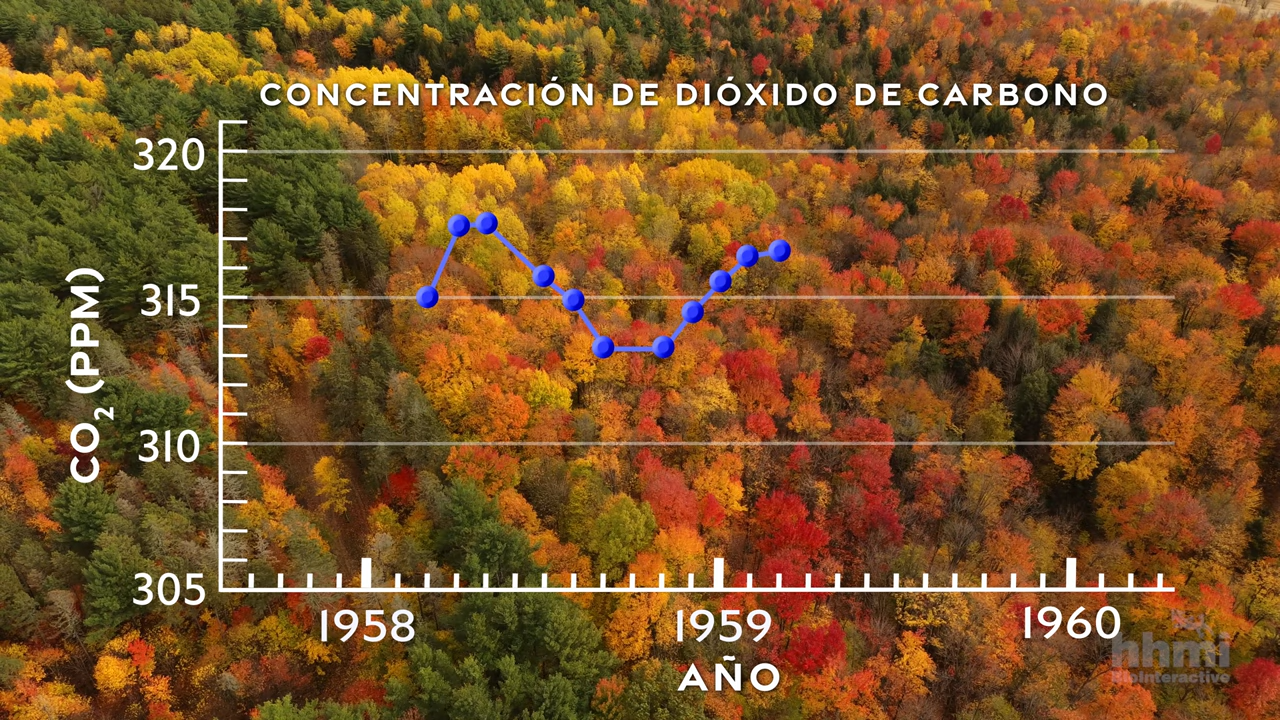 CONCENTRACIÓN DE DIÓXIDO DE CARBONO
320
315
310
305
CO₂ (PPM)
1958
1959
1960
AÑO
hhmi
BioInteractive